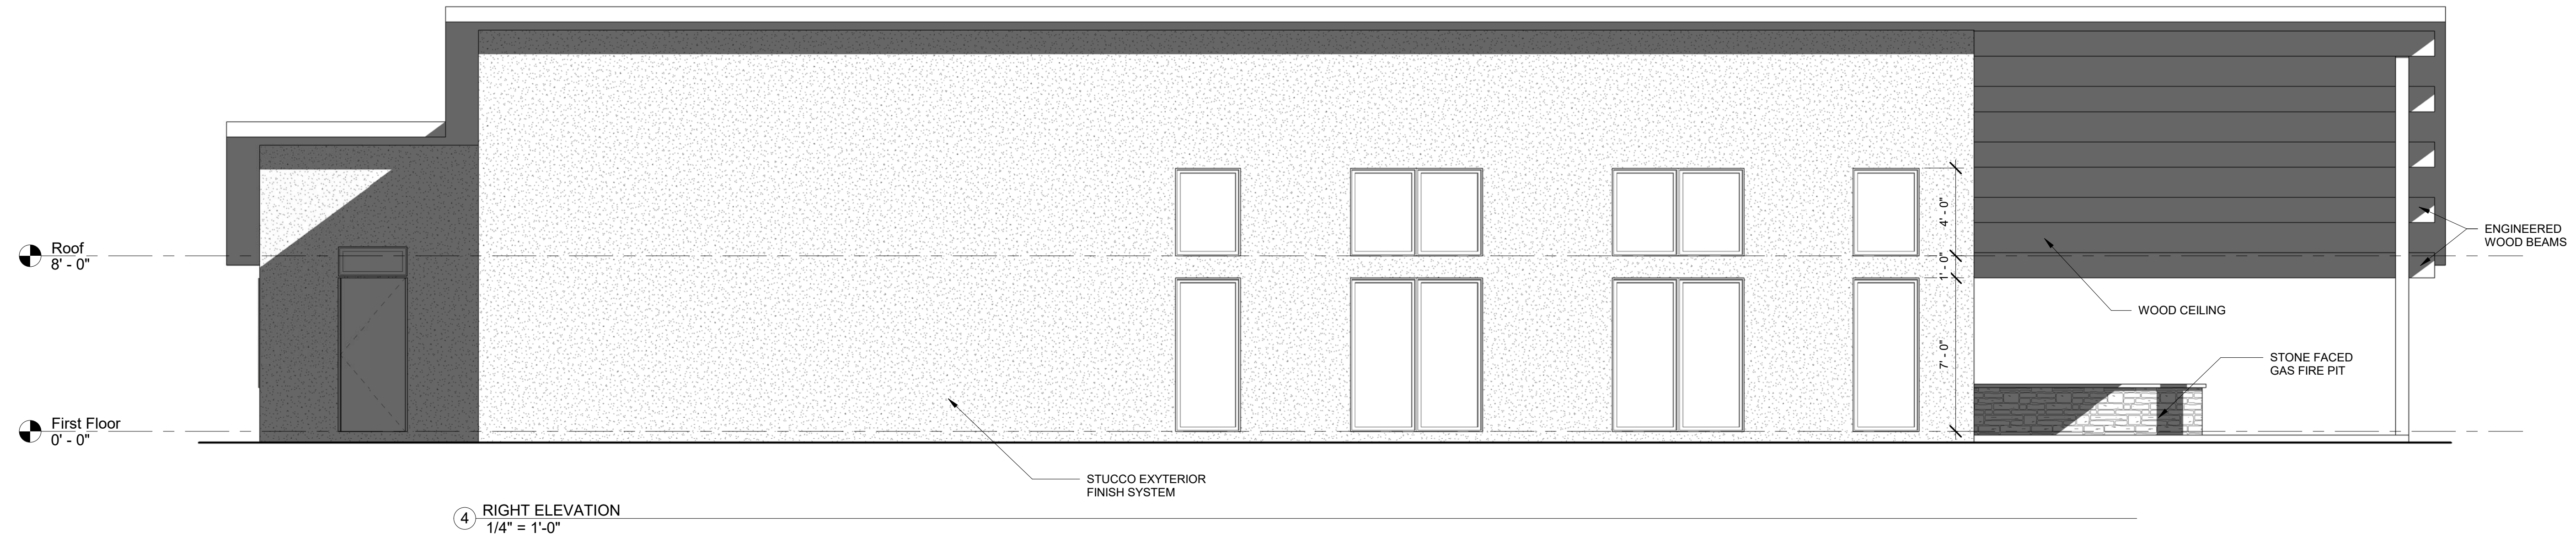 Roof
8' - 0"
First Floor
0' - 0"
4' - 0"
1' - 0"
7' - 0"
ENGINEERED
WOOD BEAMS
WOOD CEILING
STONE FACED
GAS FIRE PIT
STUCCO EXYTERIOR
FINISH SYSTEM
4
RIGHT ELEVATION
1/4" = 1'-0"